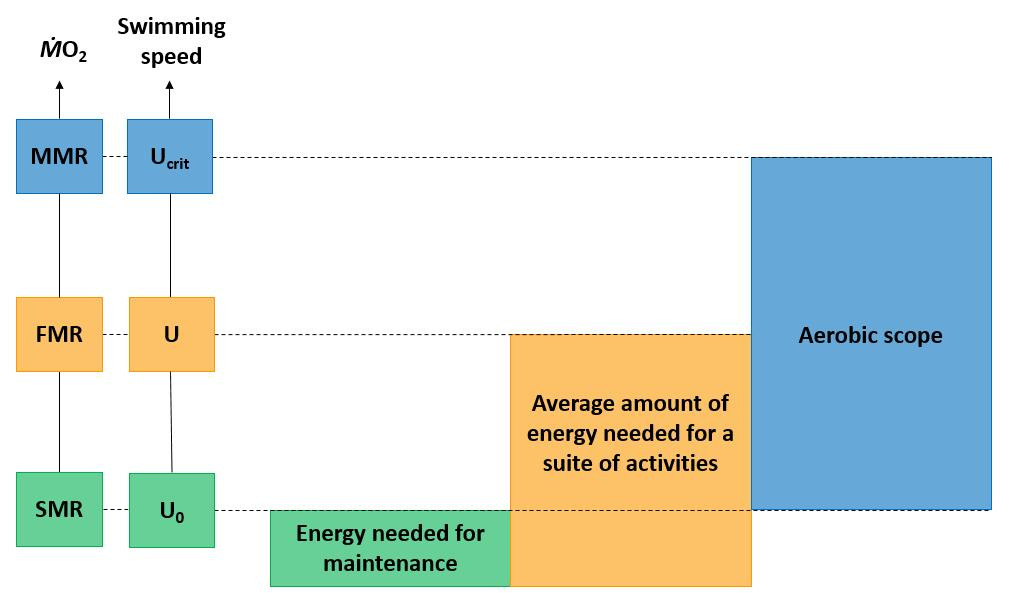 ṀO₂
Swimming
speed
MMR
U꜀ᵣᵢₜ
FMR
U
Aerobic scope
Average amount of
energy needed for a
suite of activities
SMR
U₀
Energy needed for
maintenance